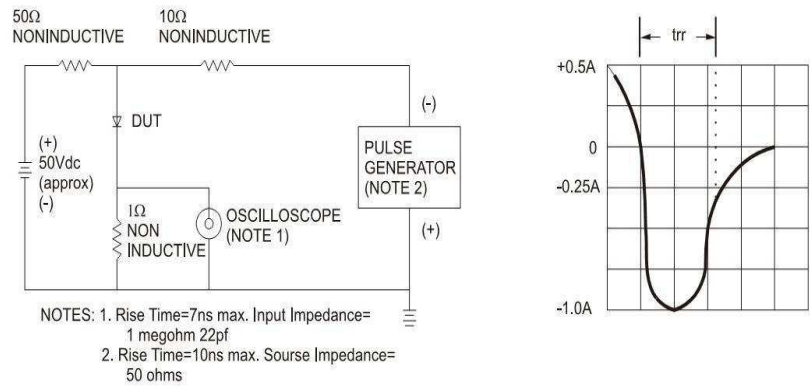 50Ω
NONINDUCTIVE
10Ω
NONINDUCTIVE
DUT
(+)
50Vdc
(approx)
(-)
1Ω
NON
INDUCTIVE
OSCILLOSCOPE
(NOTE 1)
(-)
PULSE
GENERATOR
(NOTE 2)
(+)
NOTES: 1. Rise Time=7ns max. Input Impedance=
1 megohm 22pf
2. Rise Time=10ns max. Sourse Impedance=
50 ohms
trr
+0.5A
0
-0.25A
-1.0A